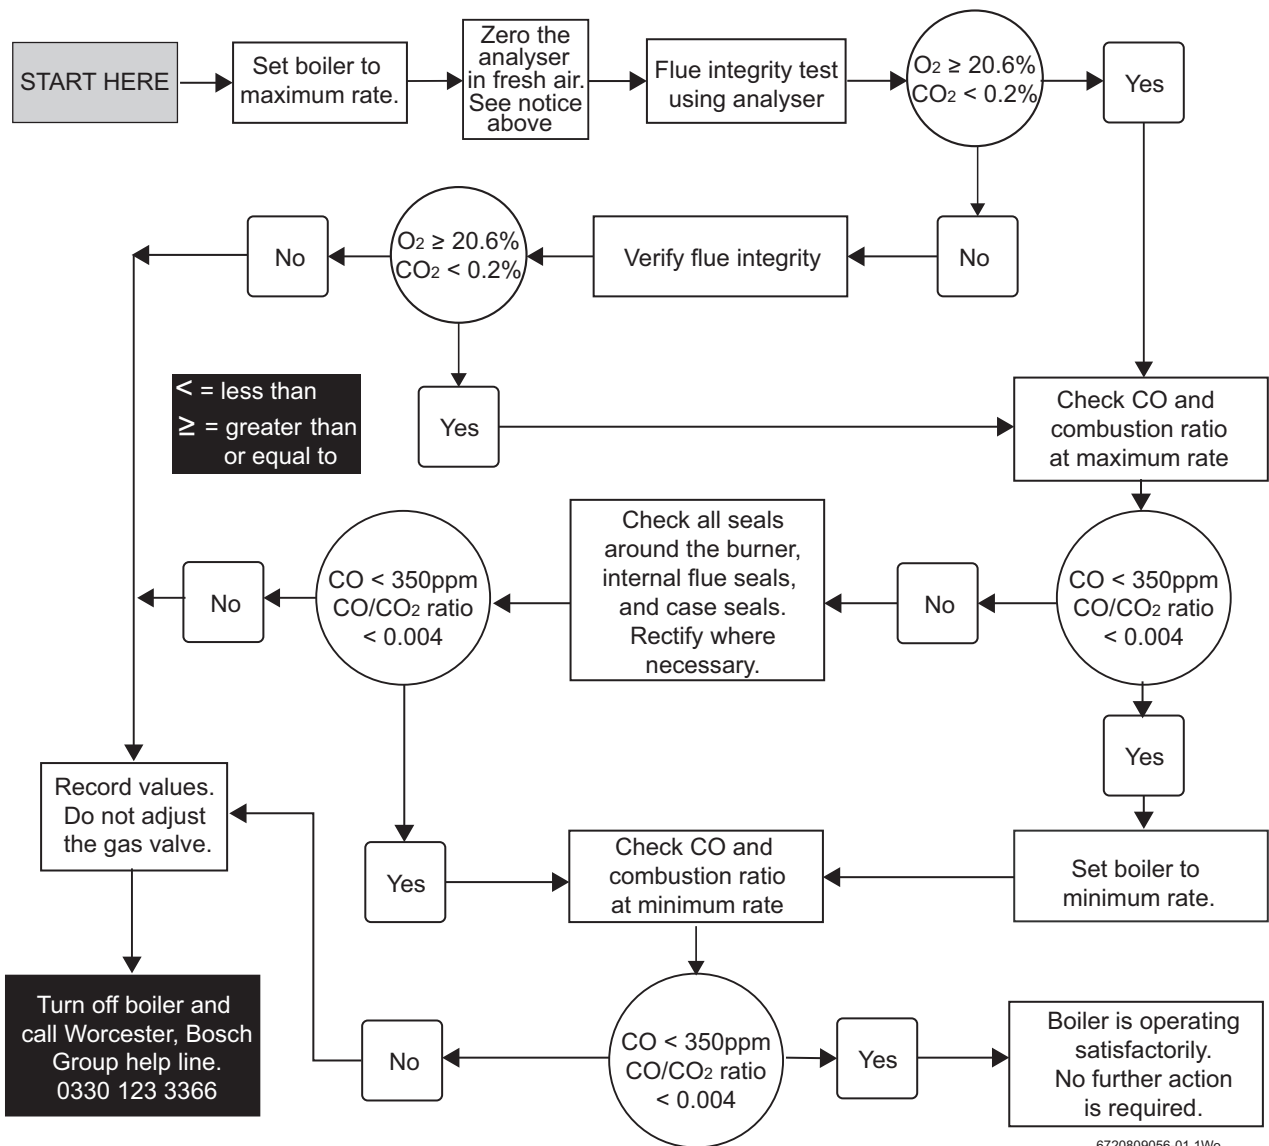 START HERE
Set boiler to
maximum rate.
Zero the
analyser
in fresh air.
See notice
above
Flue integrity test
using analyser
O2 ≥ 20.6%
CO2 < 0.2%
Yes
No
Verify flue integrity
O2 ≥ 20.6%
CO2 < 0.2%
No
Yes
< = less than
≥ = greater than
or equal to
Check CO and
combustion ratio
at maximum rate
CO < 350ppm
CO/CO2 ratio
< 0.004
No
Check all seals
around the burner,
internal flue seals,
and case seals.
Rectify where
necessary.
CO < 350ppm
CO/CO2 ratio
< 0.004
No
Yes
Yes
Set boiler to
minimum rate.
Check CO and
combustion ratio
at minimum rate
Record values.
Do not adjust
the gas valve.
Turn off boiler and
call Worcester, Bosch
Group help line.
0330 123 3366
No
CO < 350ppm
CO/CO2 ratio
< 0.004
Yes
Boiler is operating
satisfactorily.
No further action
is required.
6720809056-01.1Wo